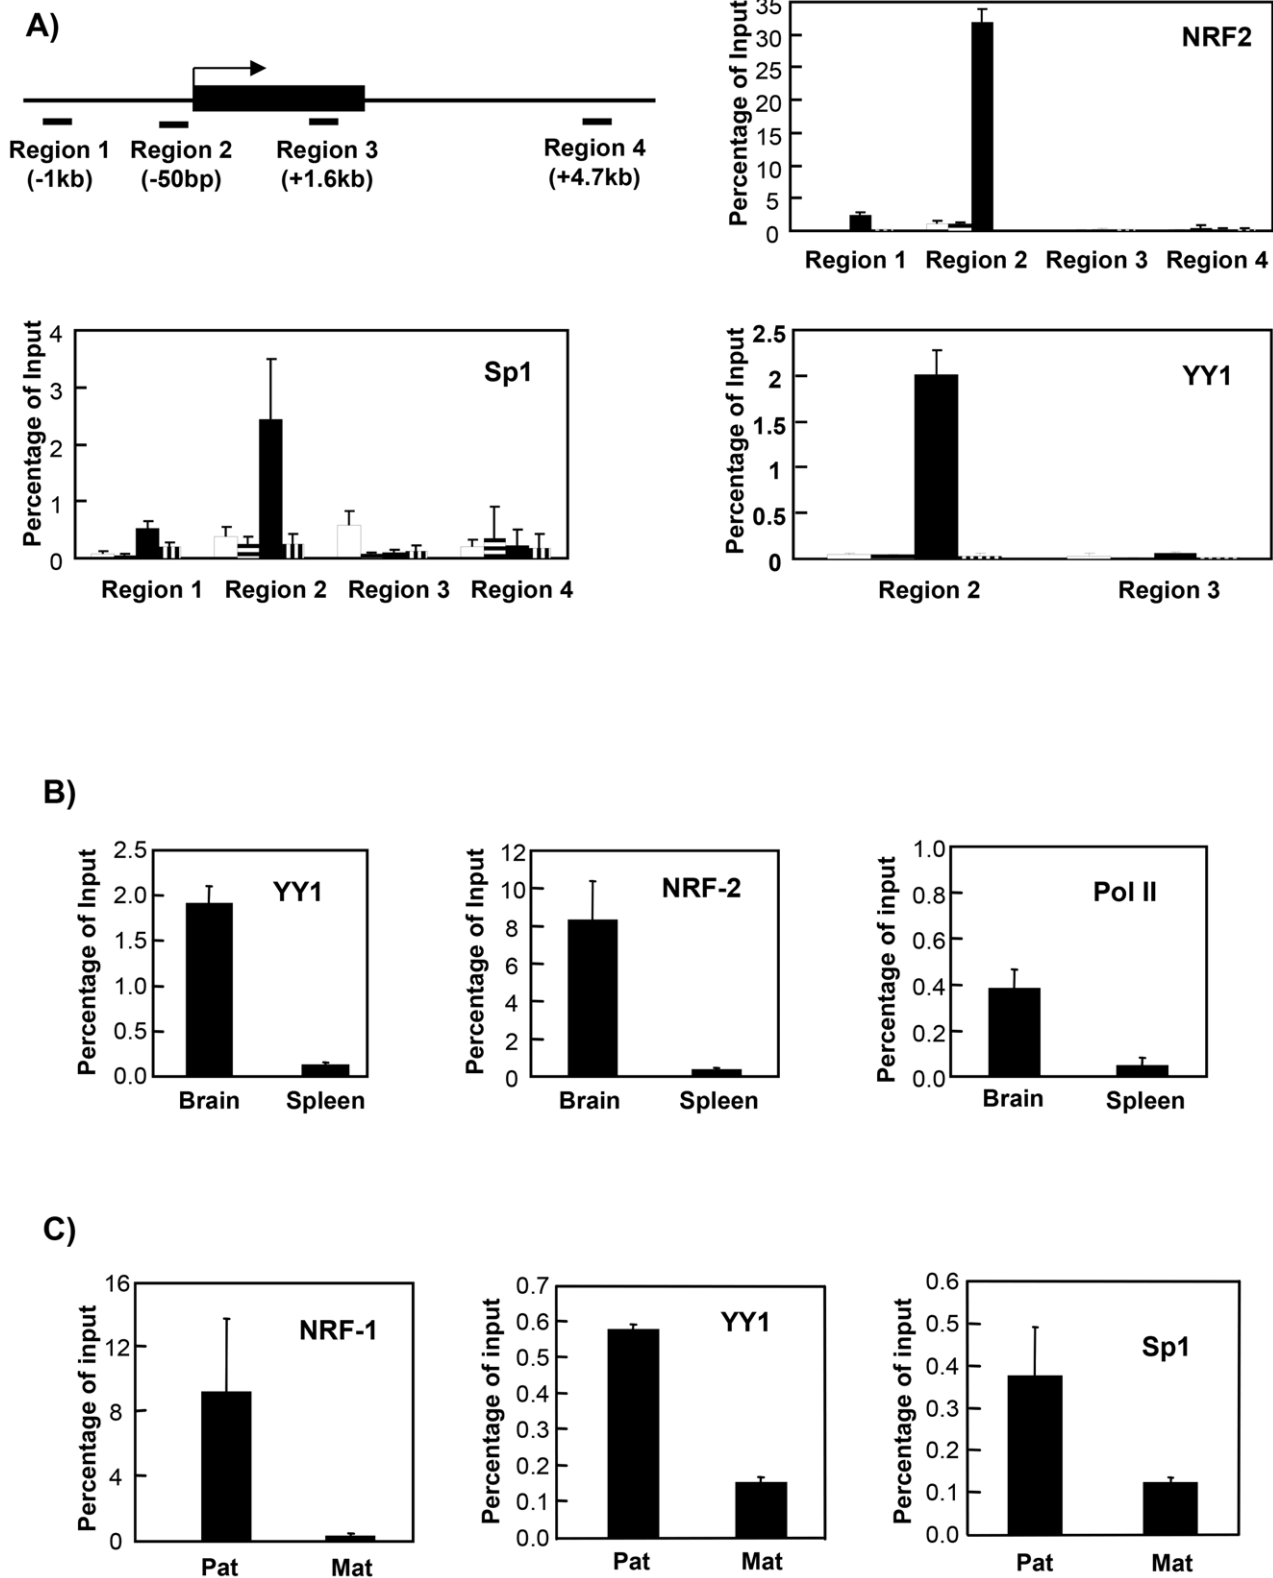 A)
Region 1 Region 2 Region 3 Region 4
(-1kb) (-50bp) (+1.6kb) (+4.7kb)
Percentage of Input
35
30
25
20
15
10
5
0
NRF2
Region 1 Region 2 Region 3 Region 4
Percentage of Input
4
3
2
1
0
Sp1
Region 1 Region 2 Region 3 Region 4
Percentage of Input
2.5
2
1.5
1
0.5
0
YY1
Region 2 Region 3
B)
Percentage of Input
2.5
2.0
1.5
1.0
0.5
0.0
YY1
Brain Spleen
Percentage of Input
12
10
8
6
4
2
0
NRF-2
Brain Spleen
Percentage of input
1.0
0.8
0.6
0.4
0.2
0.0
Pol II
Brain Spleen
C)
Percentage of input
16
12
8
4
0
NRF-1
Pat Mat
Percentage of input
0.7
0.6
0.5
0.4
0.3
0.2
0.1
0.0
YY1
Pat Mat
Percentage of input
0.6
0.5
0.4
0.3
0.2
0.1
0.0
Sp1
Pat Mat